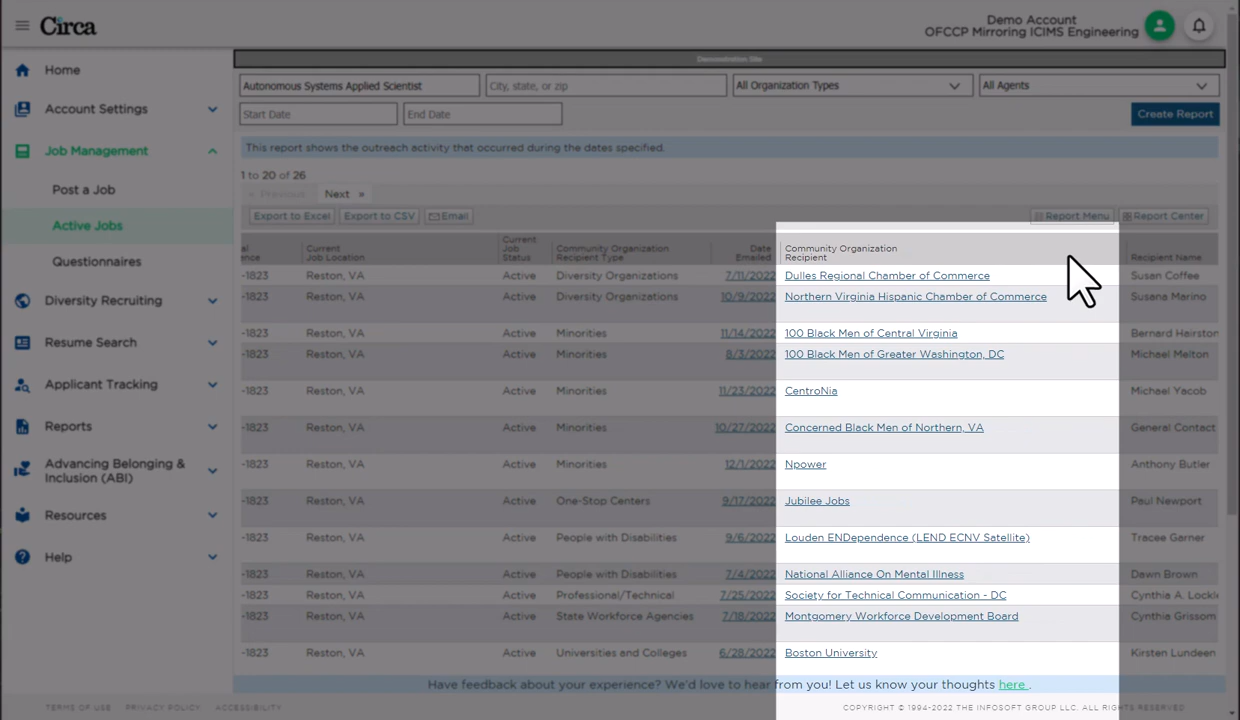 Circa
Demo Account
OFCCP Mirroring ICIMS Engineering
Home
Account Settings
Job Management
Post a Job
Active Jobs
Questionnaires
Diversity Recruiting
Resume Search
Applicant Tracking
Reports
Advancing Belonging &
Inclusion (ABI)
Resources
Help
Demonstration Site
Autonomous Systems Applied Scientist
City, state, or zip
All Organization Types
All Agents
Start Date
End Date
Create Report
This report shows the outreach activity that occurred during the dates specified.
1 to 20 of 26
« Previous
Next »
Export to Excel
Export to CSV
Email
Report Menu
Report Center
al
ence
Current
Job Location
Current
Job
Status
Community Organization
Recipient Type
Date
Emailed
Community Organization
Recipient
Recipient Name
-1823 Reston, VA Active Diversity Organizations 7/11/2022 Dulles Regional Chamber of Commerce Susan Coffee
-1823 Reston, VA Active Diversity Organizations 10/9/2022 Northern Virginia Hispanic Chamber of Commerce Susana Marino
-1823 Reston, VA Active Minorities 11/14/2022 100 Black Men of Central Virginia Bernard Hairston
-1823 Reston, VA Active Minorities 8/3/2022 100 Black Men of Greater Washington, DC Michael Melton
-1823 Reston, VA Active Minorities 11/23/2022 CentroNia Michael Yacob
-1823 Reston, VA Active Minorities 10/27/2022 Concerned Black Men of Northern, VA General Contact
-1823 Reston, VA Active Minorities 12/1/2022 Npower Anthony Butler
-1823 Reston, VA Active One-Stop Centers 9/17/2022 Jubilee Jobs Paul Newport
-1823 Reston, VA Active People with Disabilities 9/6/2022 Louden ENDependence (LEND ECNV Satellite) Tracee Garner
-1823 Reston, VA Active People with Disabilities 7/4/2022 National Alliance On Mental Illness Dawn Brown
-1823 Reston, VA Active Professional/Technical 7/25/2022 Society for Technical Communication - DC Cynthia A. Lockle
-1823 Reston, VA Active State Workforce Agencies 7/18/2022 Montgomery Workforce Development Board Cynthia Grissom
-1823 Reston, VA Active Universities and Colleges 6/28/2022 Boston University Kirsten Lundeen
Have feedback about your experience? We'd love to hear from you! Let us know your thoughts here .
TERMS OF USE PRIVACY POLICY ACCESSIBILITY
COPYRIGHT © 1994-2022 THE INFOSOFT GROUP LLC. ALL RIGHTS RESERVED